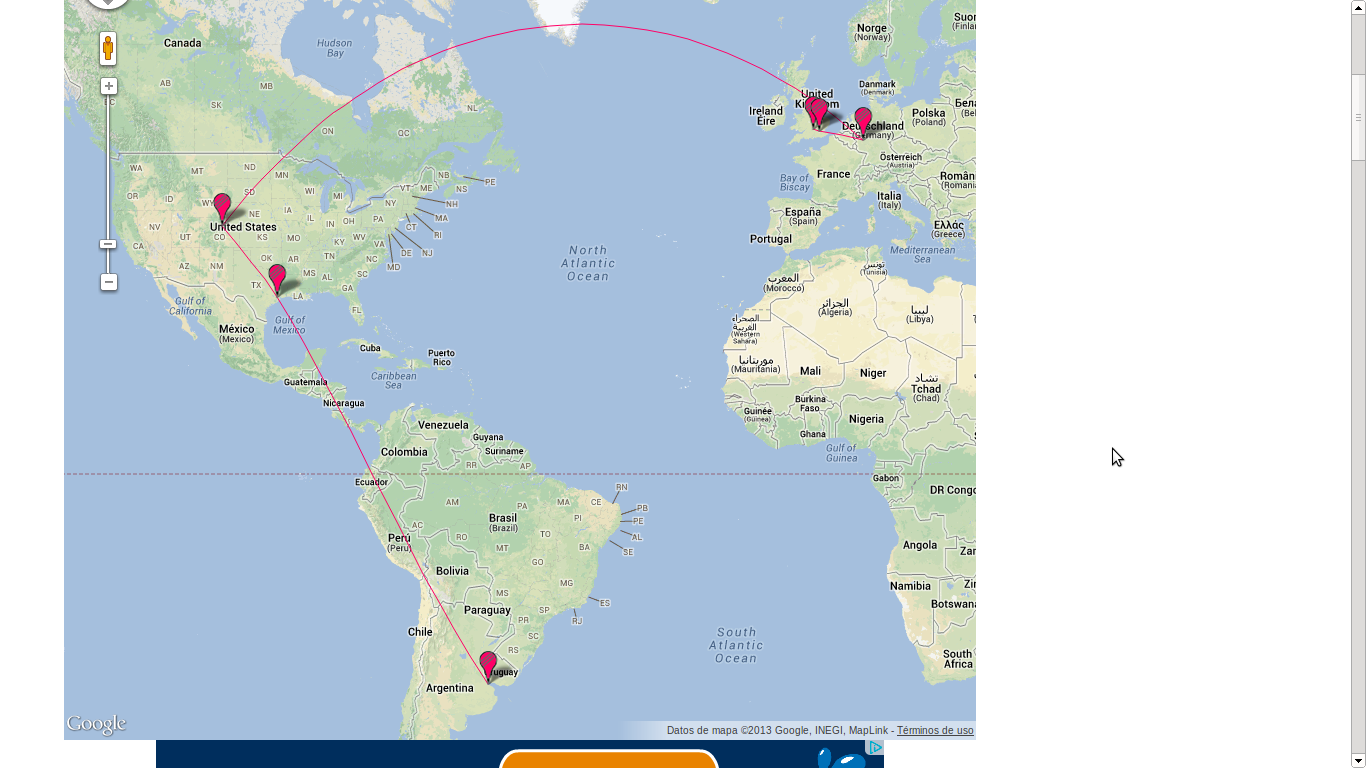 Canada
Hudson
Bay
AB
MB
SK
BC
ON
QC
NL
NB
PE
NS
WA
MT
ND
MN
OR
ID
WY
SD
WI
MI
VT
ME
NY
NH
MA
CT
RI
NV
UT
CO
NE
IA
IL
IN
OH
PA
NJ
DE
MD
United States
CA
KS
MO
KY
WV
VA
AZ
NM
OK
AR
TN
NC
SC
TX
LA
MS
AL
GA
FL
Gulf of
California
Gulf of
Mexico
México
(Mexico)
Cuba
Puerto
Rico
Caribbean
Sea
Guatemala
Nicaragua
North
Atlantic
Ocean
Norge
(Norway)
Suor
(Finlan
United
Kingdom
Ireland
Éire
Danmark
(Denmark)
Deutschland
(Germany)
Polska
(Poland)
Бела
(Bel
Österreich
(Austria)
France
Bay of
Biscay
Român
(Romania
Italia
(Italy)
España
(Spain)
Portugal
Ελλάς
(Greece)
Mediterranean
Sea
تونس
(Tunisia)
المغرب
(Morocco)
الجزائر
(Algeria)
ليبيا
(Libya)
الصحراء
الغربية
(Western
Sahara)
موريتانيا
(Mauritania)
Mali
Niger
تشاد
Tchad
(Chad)
Guinée
(Guinea)
Burkina
Faso
Nigeria
Ghana
Gulf of
Guinea
Gabon
DR Congo
Angola
Zar
Namibia
Zi
Botswana
South
Africa
Venezuela
Guyana
Suriname
Colombia
RR
AP
Ecuador
AM
PA
MA
CE
RN
PB
PE
AL
SE
PI
Brasil
(Brazil)
AC
RO
TO
BA
Perú
(Peru)
MT
GO
Bolivia
MG
ES
RJ
MS
SP
Paraguay
PR
SC
RS
Chile
Uruguay
Argentina
South
Atlantic
Ocean
Google
Datos de mapa ©2013 Google, INEGI, MapLink - Términos de uso